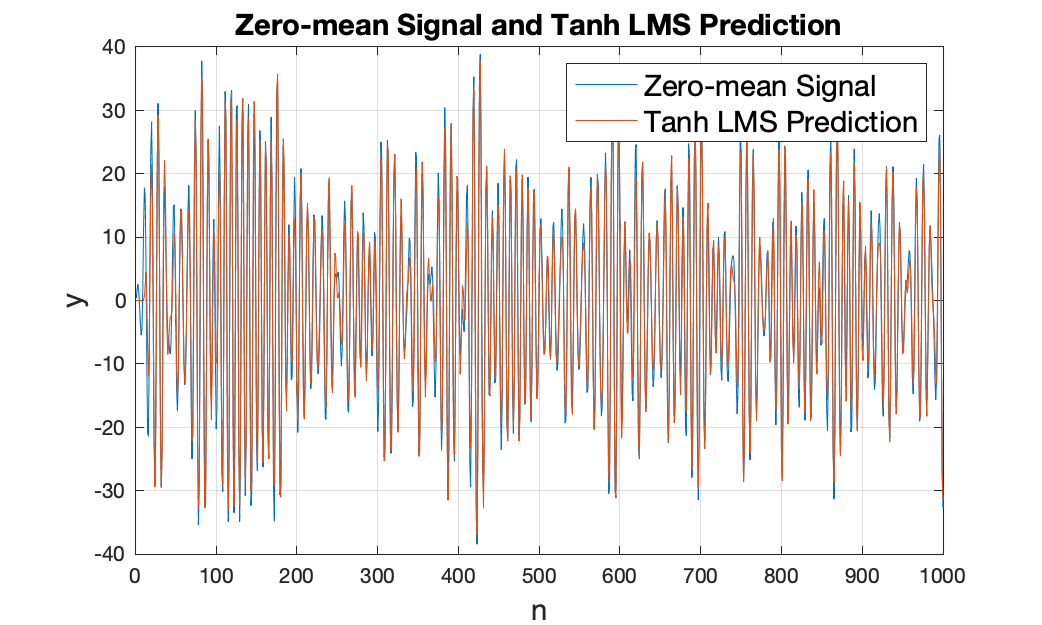 Zero-mean Signal and Tanh LMS Prediction
Zero-mean Signal
Tanh LMS Prediction
40
30
20
10
0
-10
-20
-30
-40
y
0 100 200 300 400 500 600 700 800 900 1000
n